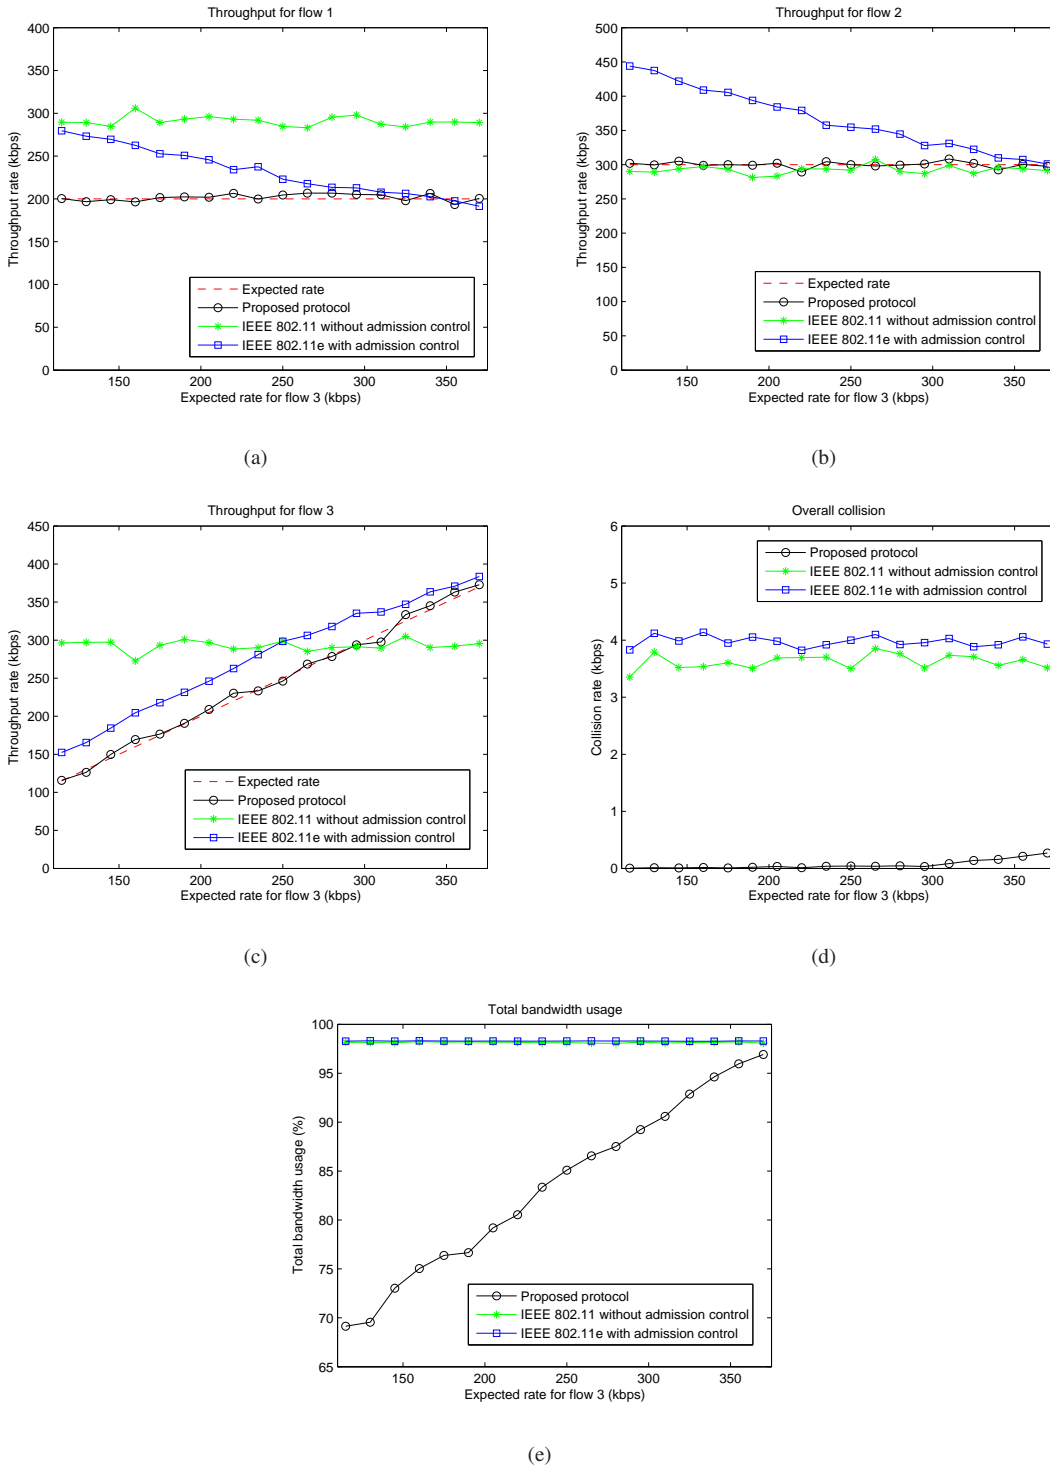 Throughput for flow 1
400
350
300
250
200
150
100
50
0
Throughput rate (kbps)
Expected rate
Proposed protocol
IEEE 802.11 without admission control
IEEE 802.11e with admission control
150 200 250 300 350
Expected rate for flow 3 (kbps)
(a)
Throughput for flow 2
500
450
400
350
300
250
200
150
100
50
0
Throughput rate (kbps)
Expected rate
Proposed protocol
IEEE 802.11 without admission control
IEEE 802.11e with admission control
150 200 250 300 350
Expected rate for flow 3 (kbps)
(b)
Throughput for flow 3
450
400
350
300
250
200
150
100
50
0
Throughput rate (kbps)
Expected rate
Proposed protocol
IEEE 802.11 without admission control
IEEE 802.11e with admission control
150 200 250 300 350
Expected rate for flow 3 (kbps)
(c)
Overall collision
6
5
4
3
2
1
0
Collision rate (kbps)
Proposed protocol
IEEE 802.11 without admission control
IEEE 802.11e with admission control
150 200 250 300 350
Expected rate for flow 3 (kbps)
(d)
Total bandwidth usage
100
95
90
85
80
75
70
65
Total bandwidth usage (%)
Proposed protocol
IEEE 802.11 without admission control
IEEE 802.11e with admission control
150 200 250 300 350
Expected rate for flow 3 (kbps)
(e)